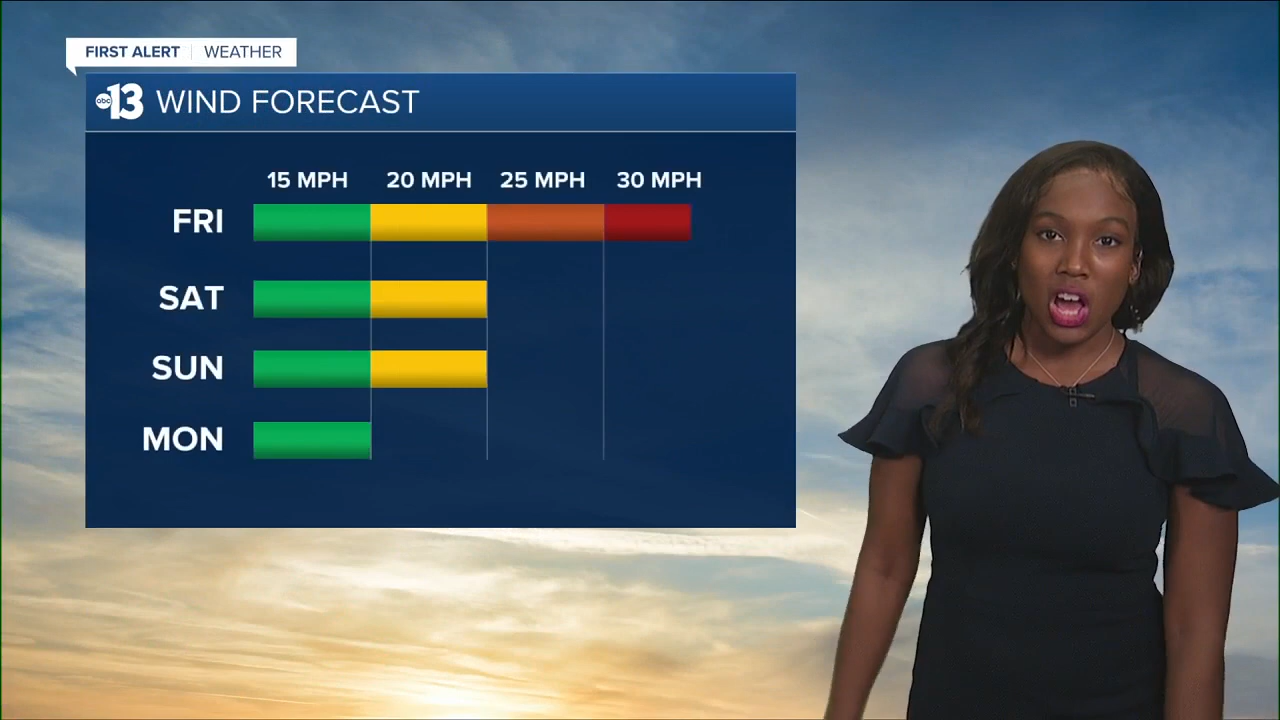 FIRST ALERT | WEATHER
abc 13 WIND FORECAST
15 MPH 20 MPH 25 MPH 30 MPH
FRI
SAT
SUN
MON